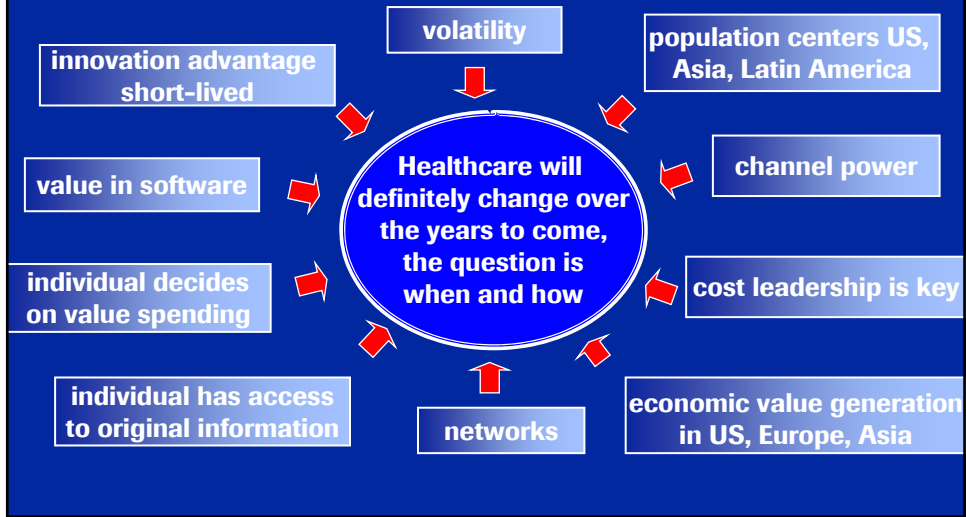 volatility
population centers US,
Asia, Latin America
innovation advantage
short-lived
channel power
value in software
Healthcare will
definitely change over
the years to come,
the question is
when and how
individual decides
on value spending
cost leadership is key
individual has access
to original information
networks
economic value generation
in US, Europe, Asia